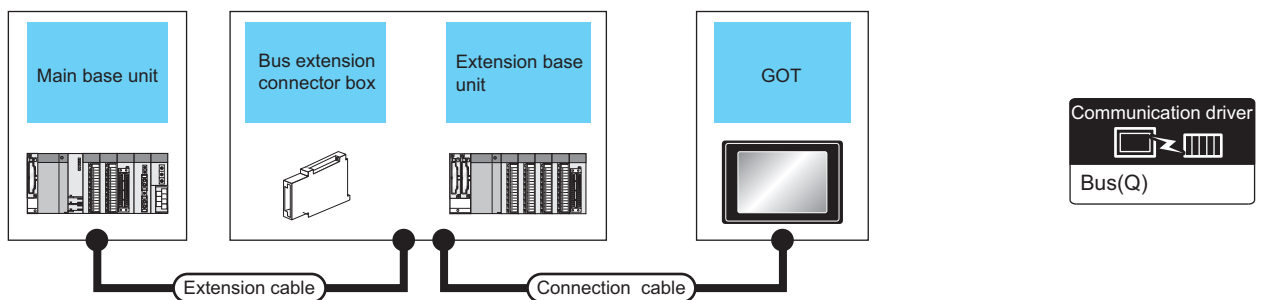 Main base unit
Bus extension
connector box
Extension base
unit
GOT
Extension cable
Connection cable
Communication driver
Bus(Q)